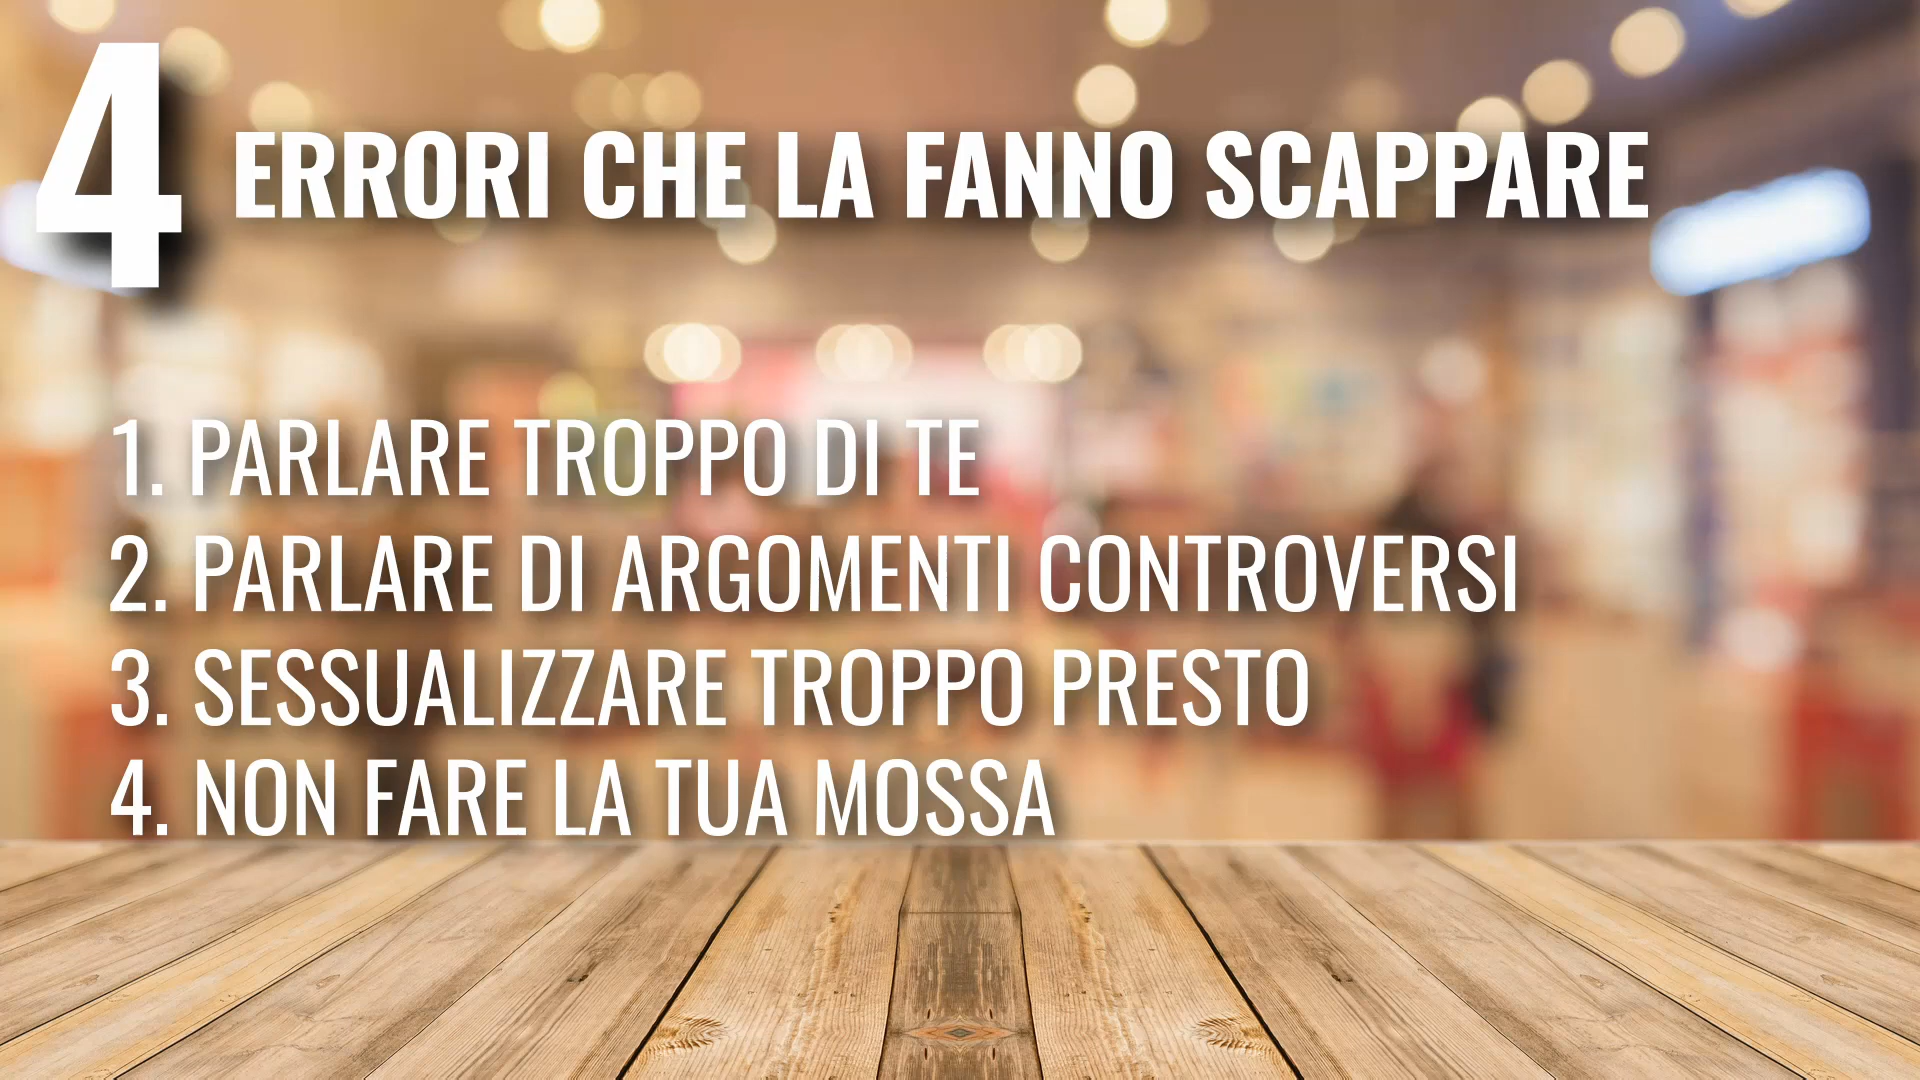 4 ERRORI CHE LA FANNO SCAPPARE
1. PARLARE TROPPO DI TE
2. PARLARE DI ARGOMENTI CONTROVERSI
3. SESSUALIZZARE TROPPO PRESTO
4. NON FARE LA TUA MOSSA